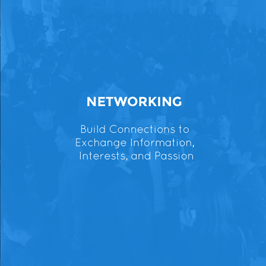 NETWORKING
Build Connections to
Exchange Information,
Interests, and Passion